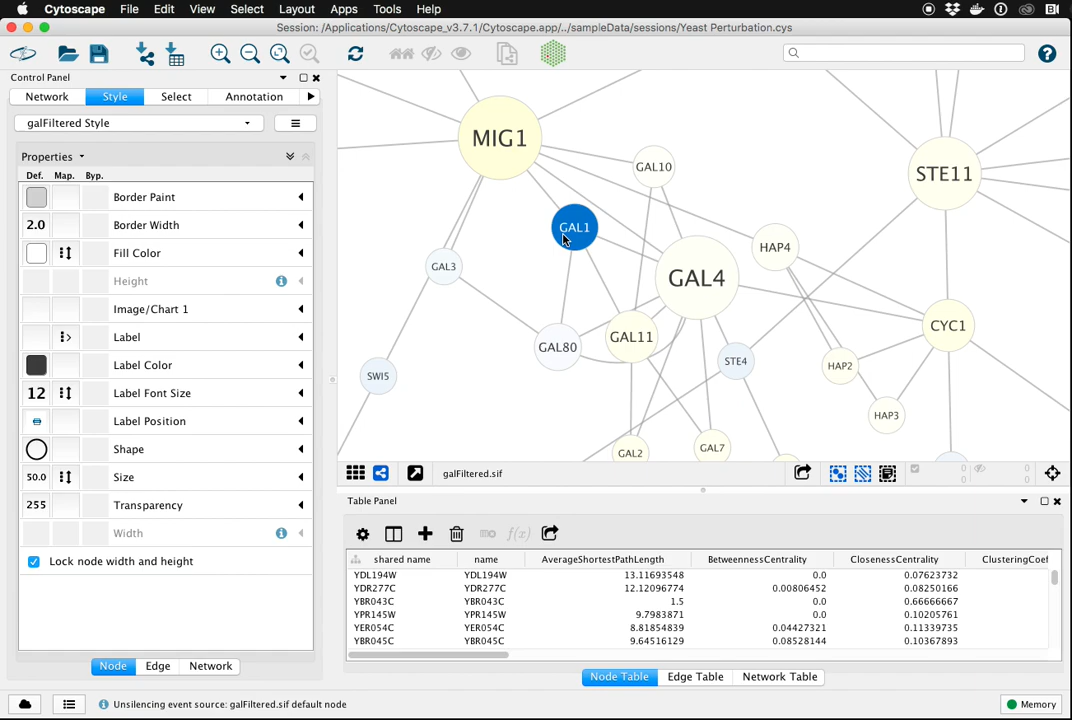 Cytoscape File Edit View Select Layout Apps Tools Help
Session: /Applications/Cytoscape_v3.7.1/Cytoscape.app/../sampleData/sessions/Yeast Perturbation.cys
Control Panel
Network Style Select Annotation
galFiltered Style
Properties
Def. Map. Byp.
Border Paint
2.0 Border Width
Fill Color
Height
Image/Chart 1
Label
Label Color
12 Label Font Size
Label Position
Shape
50.0 Size
255 Transparency
Width
Lock node width and height
Node Edge Network
MIG1
GAL10
STE11
GAL1
HAP4
GAL3
GAL4
CYC1
GAL11
GAL80
STE4
HAP2
SWI5
HAP3
GAL7
GAL2
galFiltered.sif
0 0
0 0
Table Panel
f(x)
shared name name AverageShortestPathLength BetweennessCentrality ClosenessCentrality ClusteringCoef
YDL194W YDL194W 13.11693548 0.0 0.07623732
YDR277C YDR277C 12.12096774 0.00806452 0.08250166
YBR043C YBR043C 1.5 0.0 0.66666667
YPR145W YPR145W 9.7983871 0.0 0.10205761
YER054C YER054C 8.81854839 0.04427321 0.11339735
YBR045C YBR045C 9.64516129 0.08528144 0.10367893
Node Table Edge Table Network Table
Unsilencing event source: galFiltered.sif default node
Memory